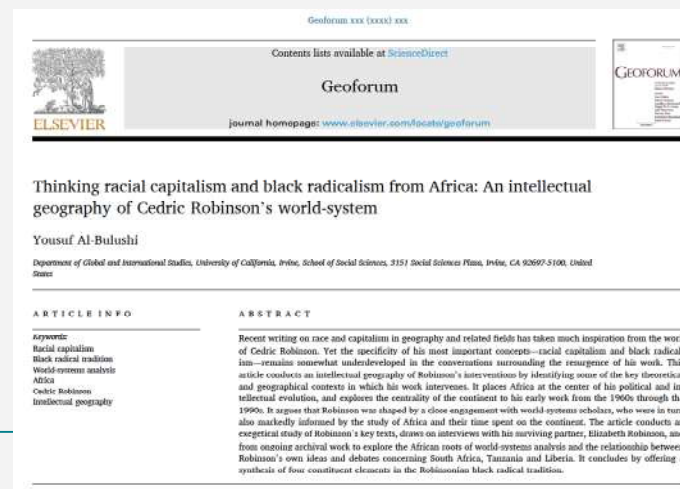 Geoforum xxx (xxxx) xxx
Contents lists available at ScienceDirect
Geoforum
journal homepage: www.elsevier.com/locate/geoforum
ELSEVIER
GEOFORUM
Thinking racial capitalism and black radicalism from Africa: An intellectual
geography of Cedric Robinson's world-system
Yousuf Al-Bulushi
Department of Global and International Studies, University of California, Irvine, School of Social Sciences, 3151 Social Sciences Plaza, Irvine, CA 92697-5100, United
States
ARTICLE INFO
Keywords:
Racial capitalism
Black radical tradition
World-systems analysis
Africa
Cedric Robinson
Intellectual geography
ABSTRACT
Recent writing on race and capitalism in geography and related fields has taken much inspiration from the wor
of Cedric Robinson. Yet the specificity of his most important concepts—racial capitalism and black radical
ism—remains somewhat underdeveloped in the conversations surrounding the resurgence of his work. Thi
article conducts an intellectual geography of Robinson's interventions by identifying some of the key theoretica
and geographical contexts in which his work intervenes. It places Africa at the center of his political and in
tellectual evolution, and explores the centrality of the continent to his early work from the 1960s through th
1990s. It argues that Robinson was shaped by a close engagement with world-systems scholars, who were in tur
also markedly informed by the study of Africa and their time spent on the continent. The article conducts a
exegetical study of Robinson's key texts, draws on interviews with his surviving partner, Elizabeth Robinson, an
from ongoing archival work to explore the African roots of world-systems analysis and the relationship between
Robinson's own ideas and debates concerning South Africa, Tanzania and Liberia. It concludes by offering
synthesis of four constituent elements in the Robinsonian black radical tradition.